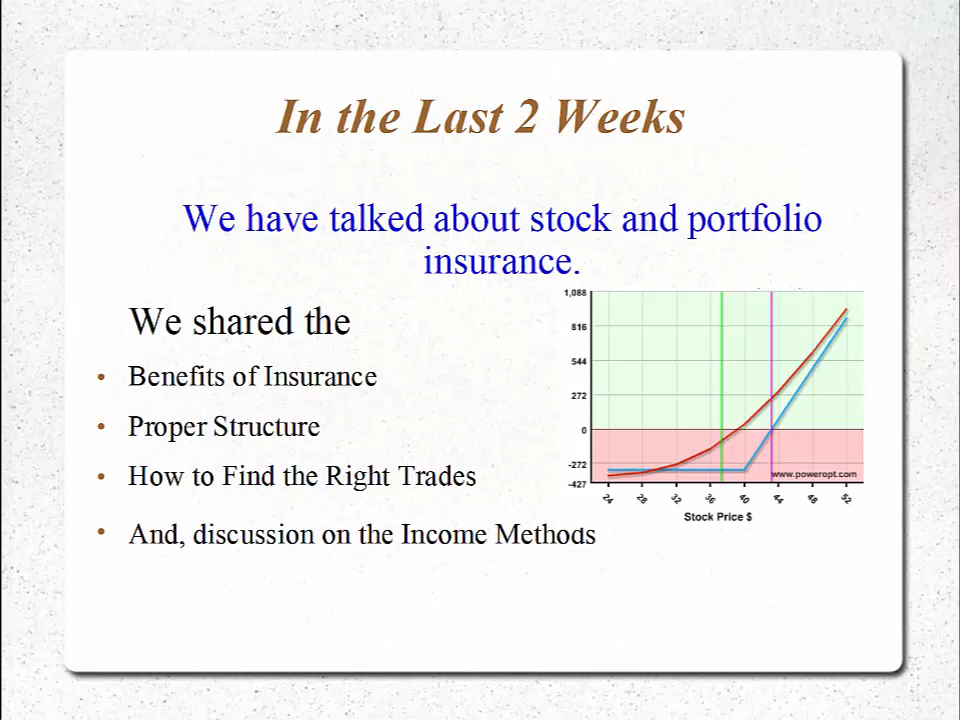 In the Last 2 Weeks
We have talked about stock and portfolio
insurance.
We shared the
• Benefits of Insurance
• Proper Structure
• How to Find the Right Trades
• And, discussion on the Income Methods
1,088
816
544
272
0
-272
-427
www.poweropt.com
24 28 32 36 40 44 48 52
Stock Price $